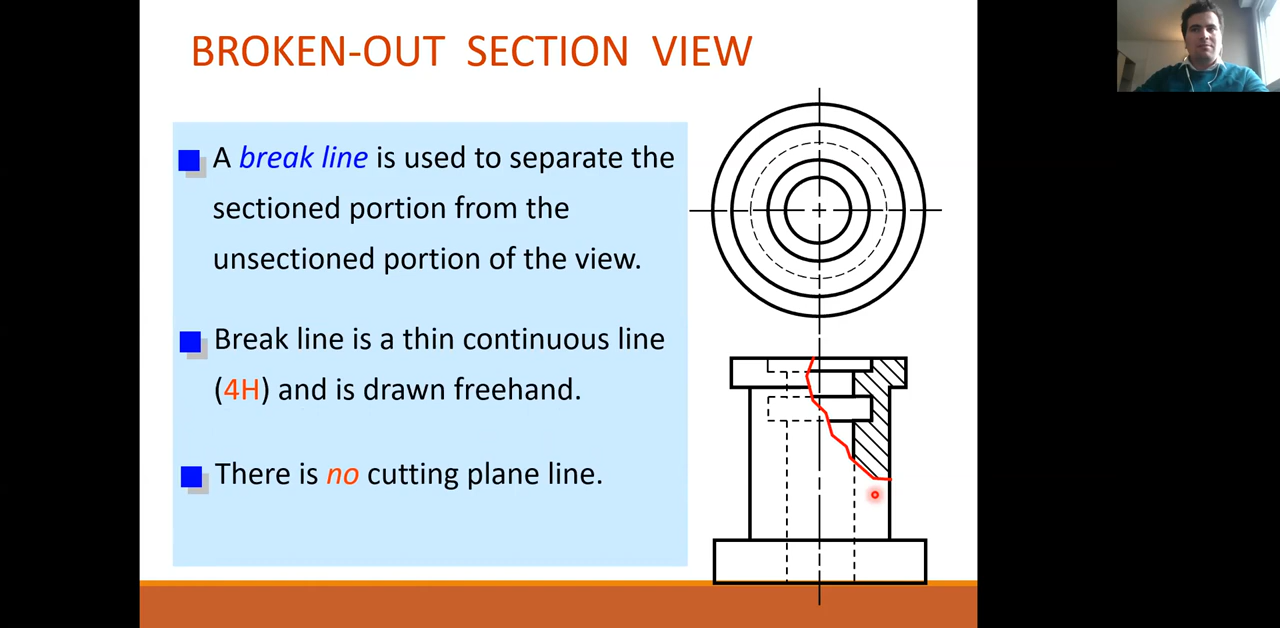 BROKEN-OUT SECTION VIEW
A break line is used to separate the
sectioned portion from the
unsectioned portion of the view.
Break line is a thin continuous line
(4H) and is drawn freehand.
There is no cutting plane line.